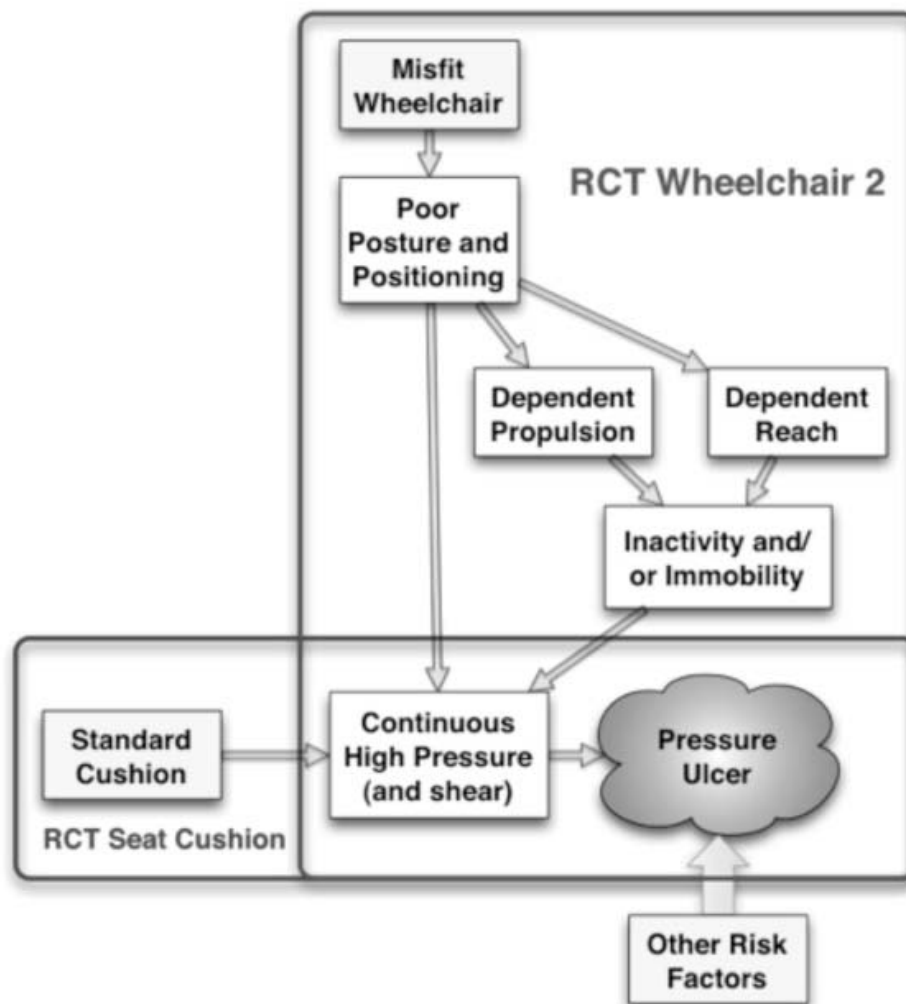 Misfit
Wheelchair
RCT Wheelchair 2
Poor
Posture and
Positioning
Dependent
Propulsion
Dependent
Reach
Inactivity and/
or Immobility
Standard
Cushion
RCT Seat Cushion
Continuous
High Pressure
(and shear)
Pressure
Ulcer
Other Risk
Factors